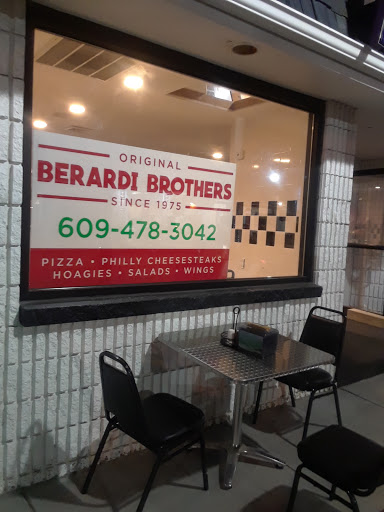 ORIGINAL
BERARDI BROTHERS
SINCE 1975
609-478-3042
PIZZA • PHILLY CHEESESTEAKS
HOAGIES • SALADS • WINGS